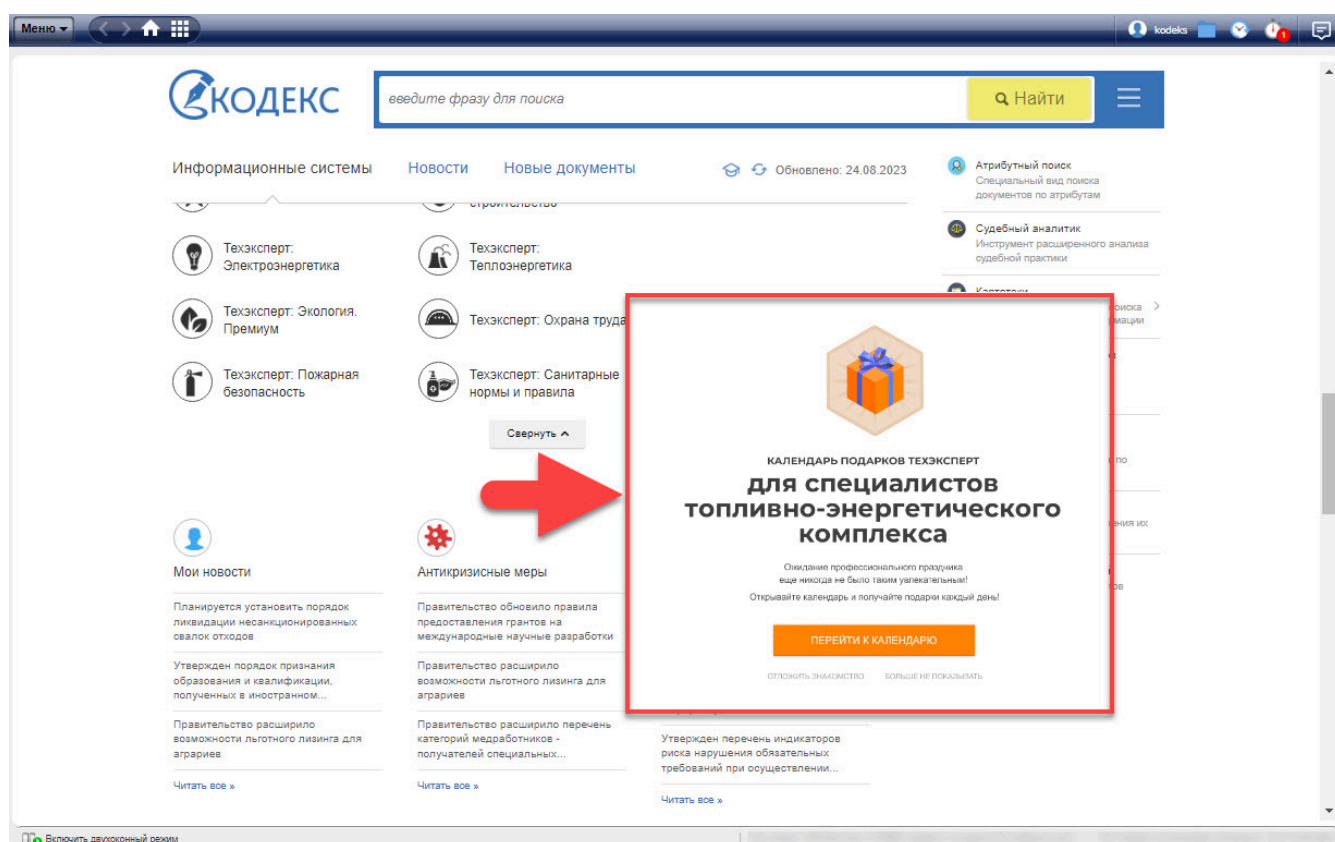 Меню
kodeks
1
КОДЕКС
введите фразу для поиска
Найти
Информационные системы
Новости
Новые документы
Обновлено: 24.08.2023
Атрибутный поиск
Специальный вид поиска
документов по атрибутам
Судебный аналитик
Инструмент расширенного анализа
судебной практики
Картотеки
строительство
Техэксперт:
Электроэнергетика
Техэксперт:
Теплоэнергетика
Техэксперт: Экология.
Премиум
Техэксперт: Охрана труда
Техэксперт: Пожарная
безопасность
Техэксперт: Санитарные
нормы и правила
Свернуть
КАЛЕНДАРЬ ПОДАРКОВ ТЕХЭКСПЕРТ
для специалистов
топливно-энергетического
комплекса
Ожидание профессионального праздника
еще никогда не было таким увлекательным!
Открывайте календарь и получайте подарки каждый день!
ПЕРЕЙТИ К КАЛЕНДАРЮ
ОТЛОЖИТЬ ЗНАКОМСТВО
БОЛЬШЕ НЕ ПОКАЗЫВАТЬ
Мои новости
Планируется установить порядок
ликвидации несанкционированных
свалок отходов
Утвержден порядок признания
образования и квалификации,
полученных в иностранном...
Правительство расширило
возможности льготного лизинга для
аграриев
Читать все »
Антикризисные меры
Правительство обновило правила
предоставления грантов на
международные научные разработки
Правительство расширило
возможности льготного лизинга для
аграриев
Правительство расширило перечень
категорий медработников -
получателей специальных...
Читать все »
Утвержден перечень индикаторов
риска нарушения обязательных
требований при осуществлении...
Читать все »
Включить двухоконный режим